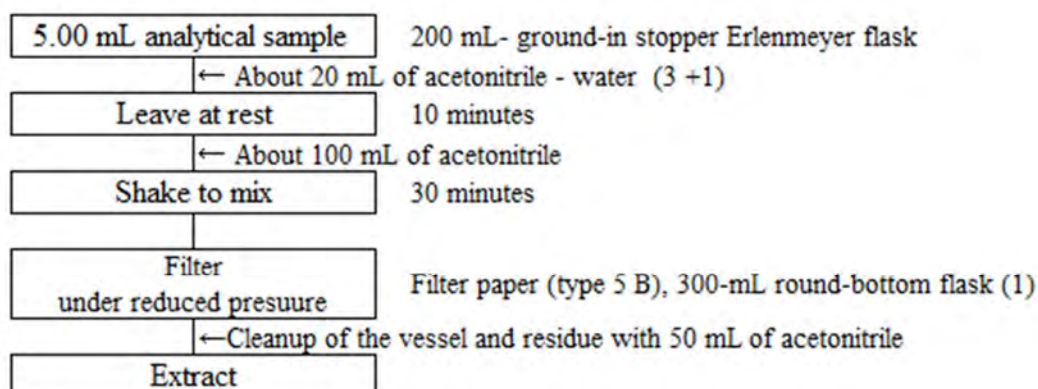 5.00 mL analytical sample 200 mL- ground-in stopper Erlenmeyer flask
← About 20 mL of acetonitrile - water (3 +1)
Leave at rest 10 minutes
← About 100 mL of acetonitrile
Shake to mix 30 minutes
Filter
under reduced presuure
Filter paper (type 5 B), 300-mL round-bottom flask (1)
←Cleanup of the vessel and residue with 50 mL of acetonitrile
Extract